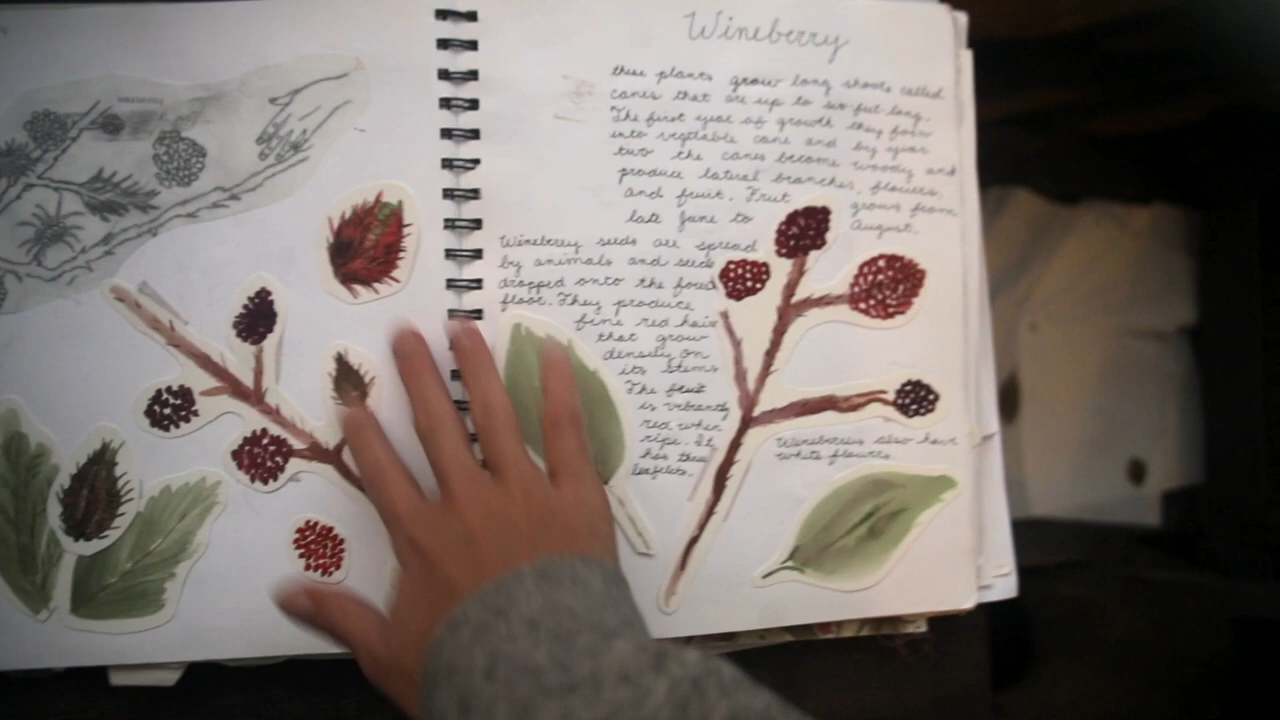 Wineberry
these plants grow long shoots called
canes that are up to six feet long.
The first year of growth they form
into vegtable cane and by year
two the canes become woody and
produce lateral branches, flowers,
and fruit. Fruit grows from
late June to August.
Wineberry seeds are spread
by animals and seeds
dropped onto the forest
floor. They produce
fine red hairs
that grow
densely on
its stems
The fruit
is vibrantly
red when
ripe. It
has three
leaflets.
Wineberries also have
white flowers.